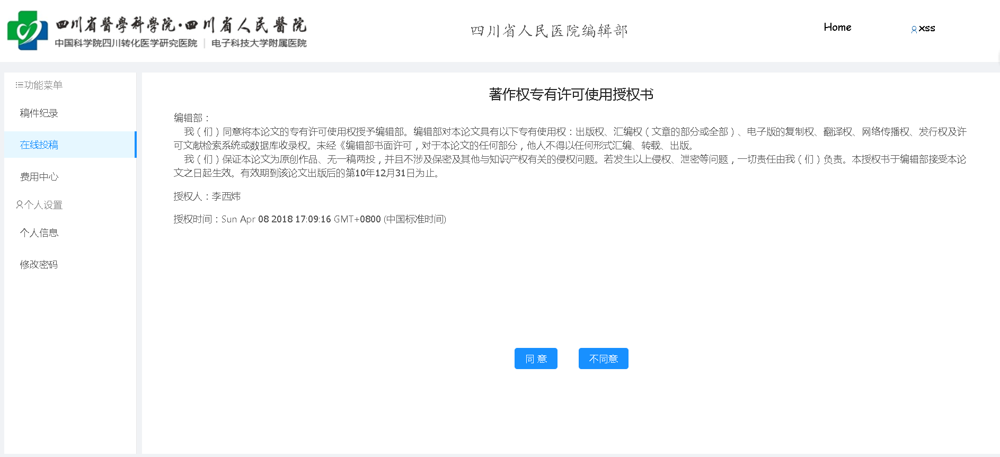 四川省醫學科学院·四川省人民醫院
中国科学院四川转化医学研究医院 | 电子科技大学附属医院
四川省人民医院编辑部
Home
xss
功能菜单
稿件纪录
在线投稿
费用中心
个人设置
个人信息
修改密码
著作权专有许可使用授权书
编辑部：
我（们）同意将本论文的专有许可使用权授予编辑部。编辑部对本论文具有以下专有使用权：出版权、汇编权（文章的部分或全部）、电子版的复制权、翻译权、网络传播权、发行权及许
可文献检索系统或数据库收录权。未经《编辑部书面许可，对于本论文的任何部分，他人不得以任何形式汇编、转载、出版。
我（们）保证本论文为原创作品、无一稿两投，并且不涉及保密及其他与知识产权有关的侵权问题。若发生以上侵权、泄密等问题，一切责任由我（们）负责。本授权书于编辑部接受本论
文之日起生效。有效期到该论文出版后的第10年12月31日为止。
授权人：李西炜
授权时间：Sun Apr 08 2018 17:09:16 GMT+0800 (中国标准时间)
同 意
不同意